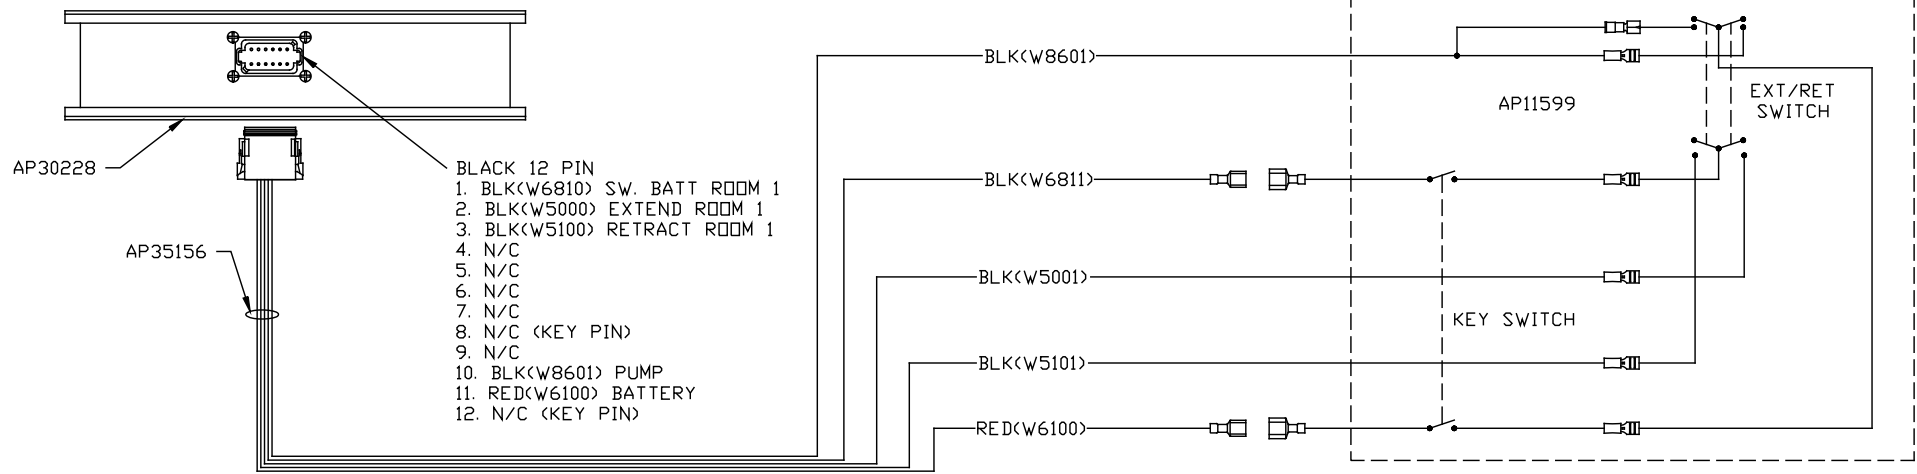 BLK(W8601)
AP11599
EXT/RET
SWITCH
AP30228
BLACK 12 PIN
1. BLK(W6810) SW. BATT ROOM 1
2. BLK(W5000) EXTEND ROOM 1
3. BLK(W5100) RETRACT ROOM 1
4. N/C
5. N/C
6. N/C
7. N/C
8. N/C (KEY PIN)
9. N/C
10. BLK(W8601) PUMP
11. RED(W6100) BATTERY
12. N/C (KEY PIN)
BLK(W6811)
AP35156
BLK(W5001)
KEY SWITCH
BLK(W5101)
RED(W6100)